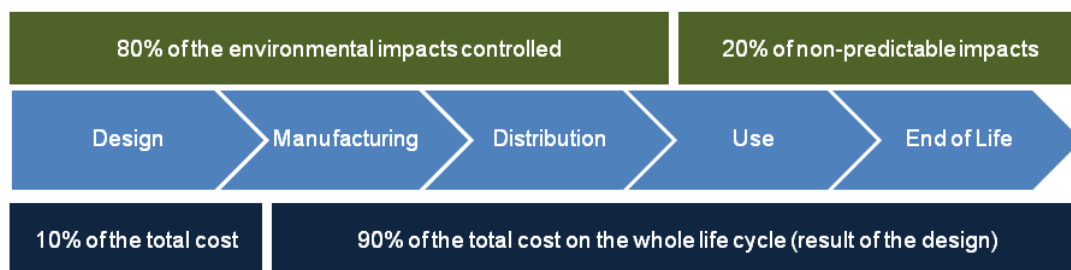 80% of the environmental impacts controlled
20% of non-predictable impacts
Design
Manufacturing
Distribution
Use
End of Life
10% of the total cost
90% of the total cost on the whole life cycle (result of the design)